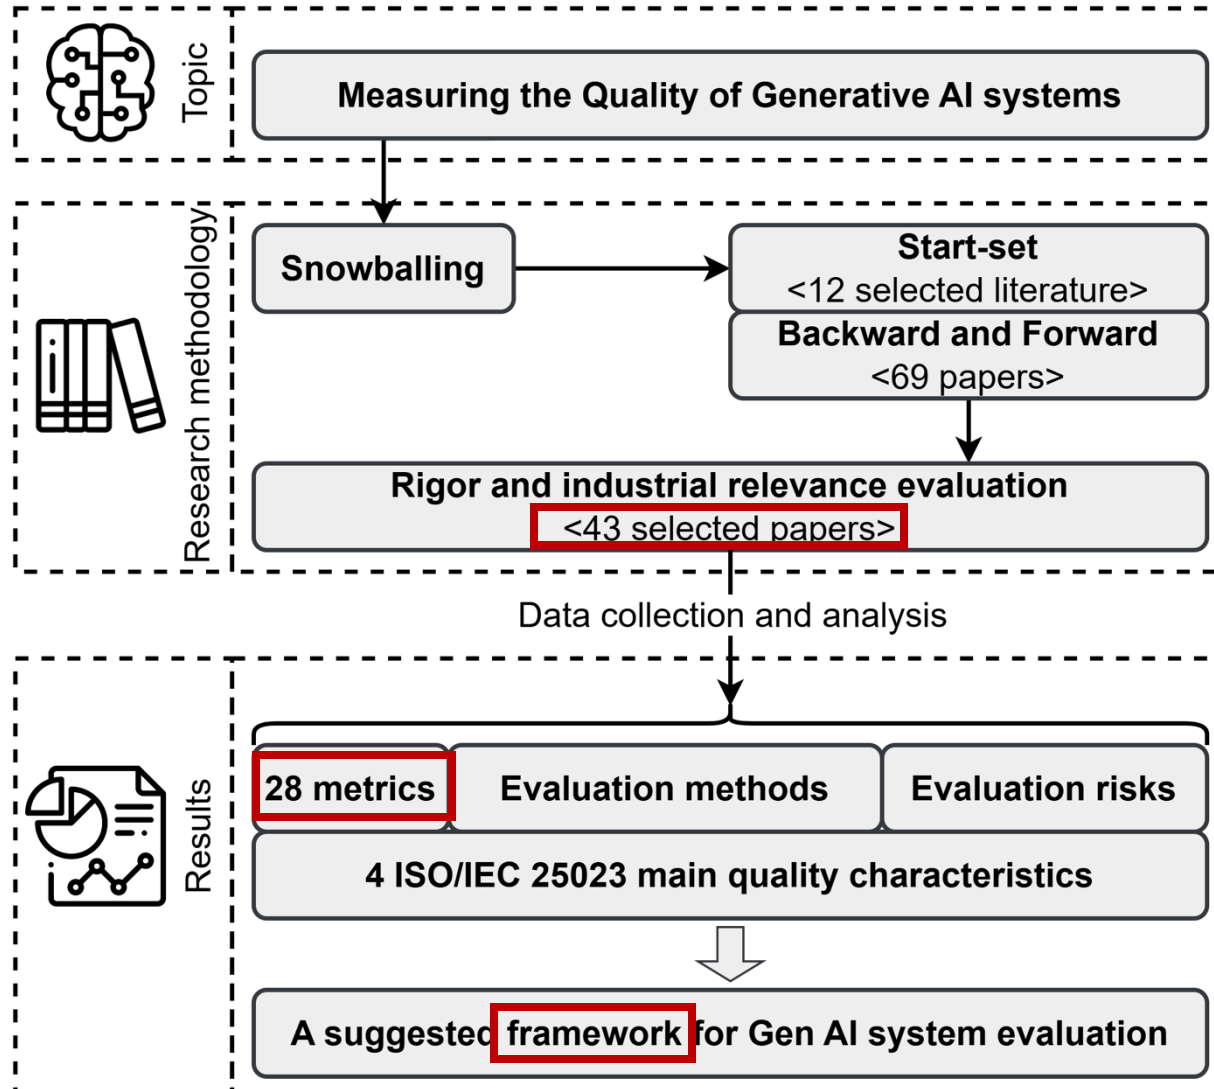 Topic
Measuring the Quality of Generative AI systems
Research methodology
Snowballing
Start-set
<12 selected literature>
Backward and Forward
<69 papers>
Rigor and industrial relevance evaluation
<43 selected papers>
Data collection and analysis
Results
28 metrics
Evaluation methods
Evaluation risks
4 ISO/IEC 25023 main quality characteristics
A suggested framework for Gen AI system evaluation